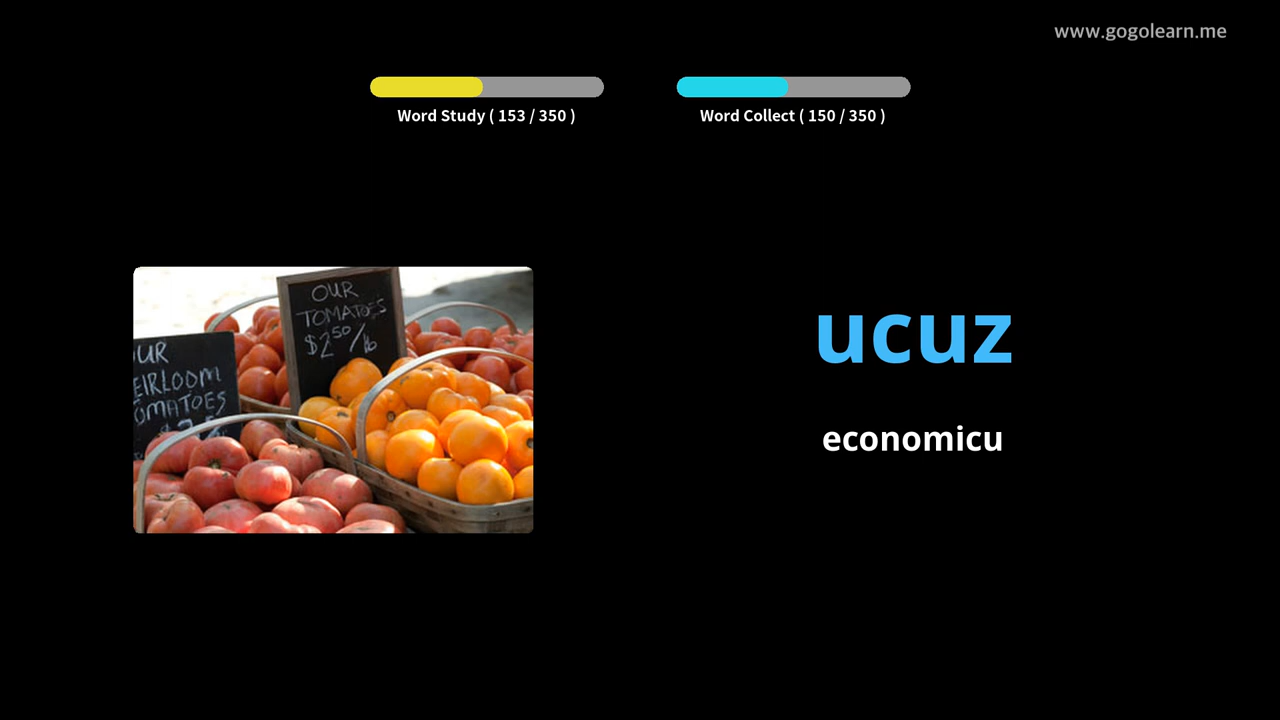 www.gogolearn.me
Word Study ( 153 / 350 )
Word Collect ( 150 / 350 )
OUR
TOMATOES
$2.50/lb
UR
EIRLOOM
OMATOES
ucuz
economicu